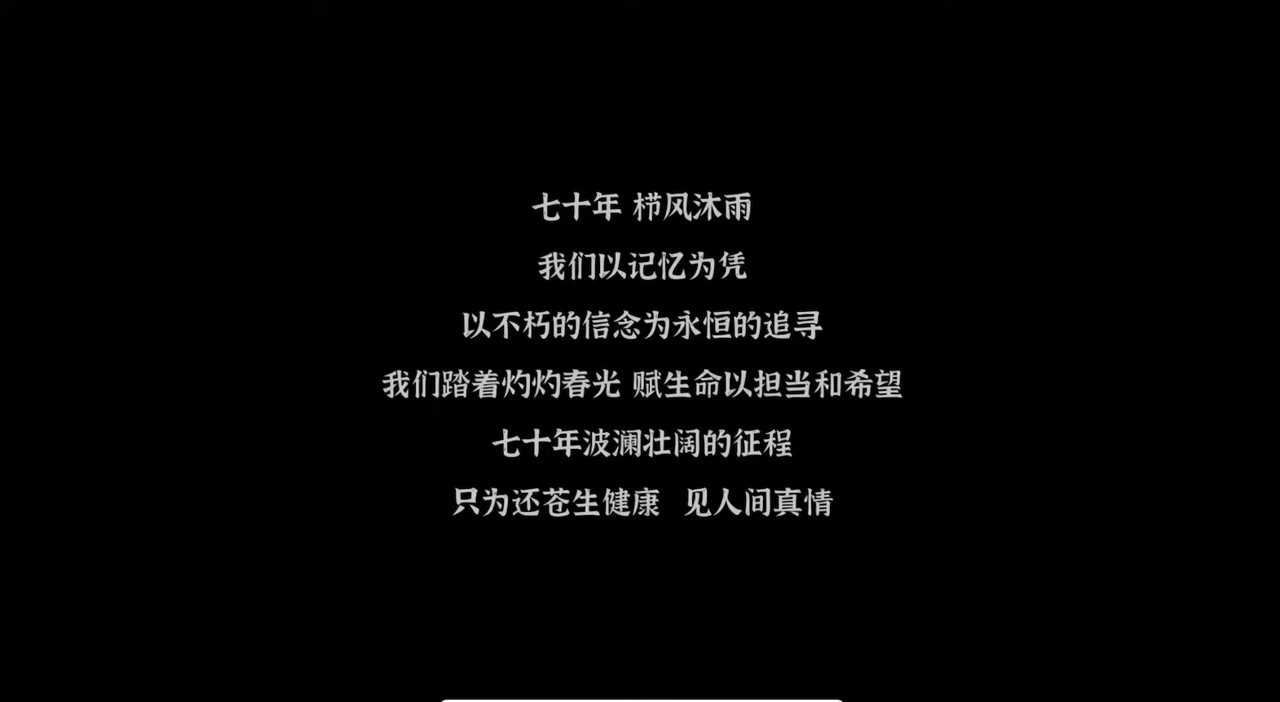 七十年 栉风沐雨
我们以记忆为凭
以不朽的信念为永恒的追寻
我们踏着灼灼春光 赋生命以担当和希望
七十年波澜壮阔的征程
只为还苍生健康 见人间真情